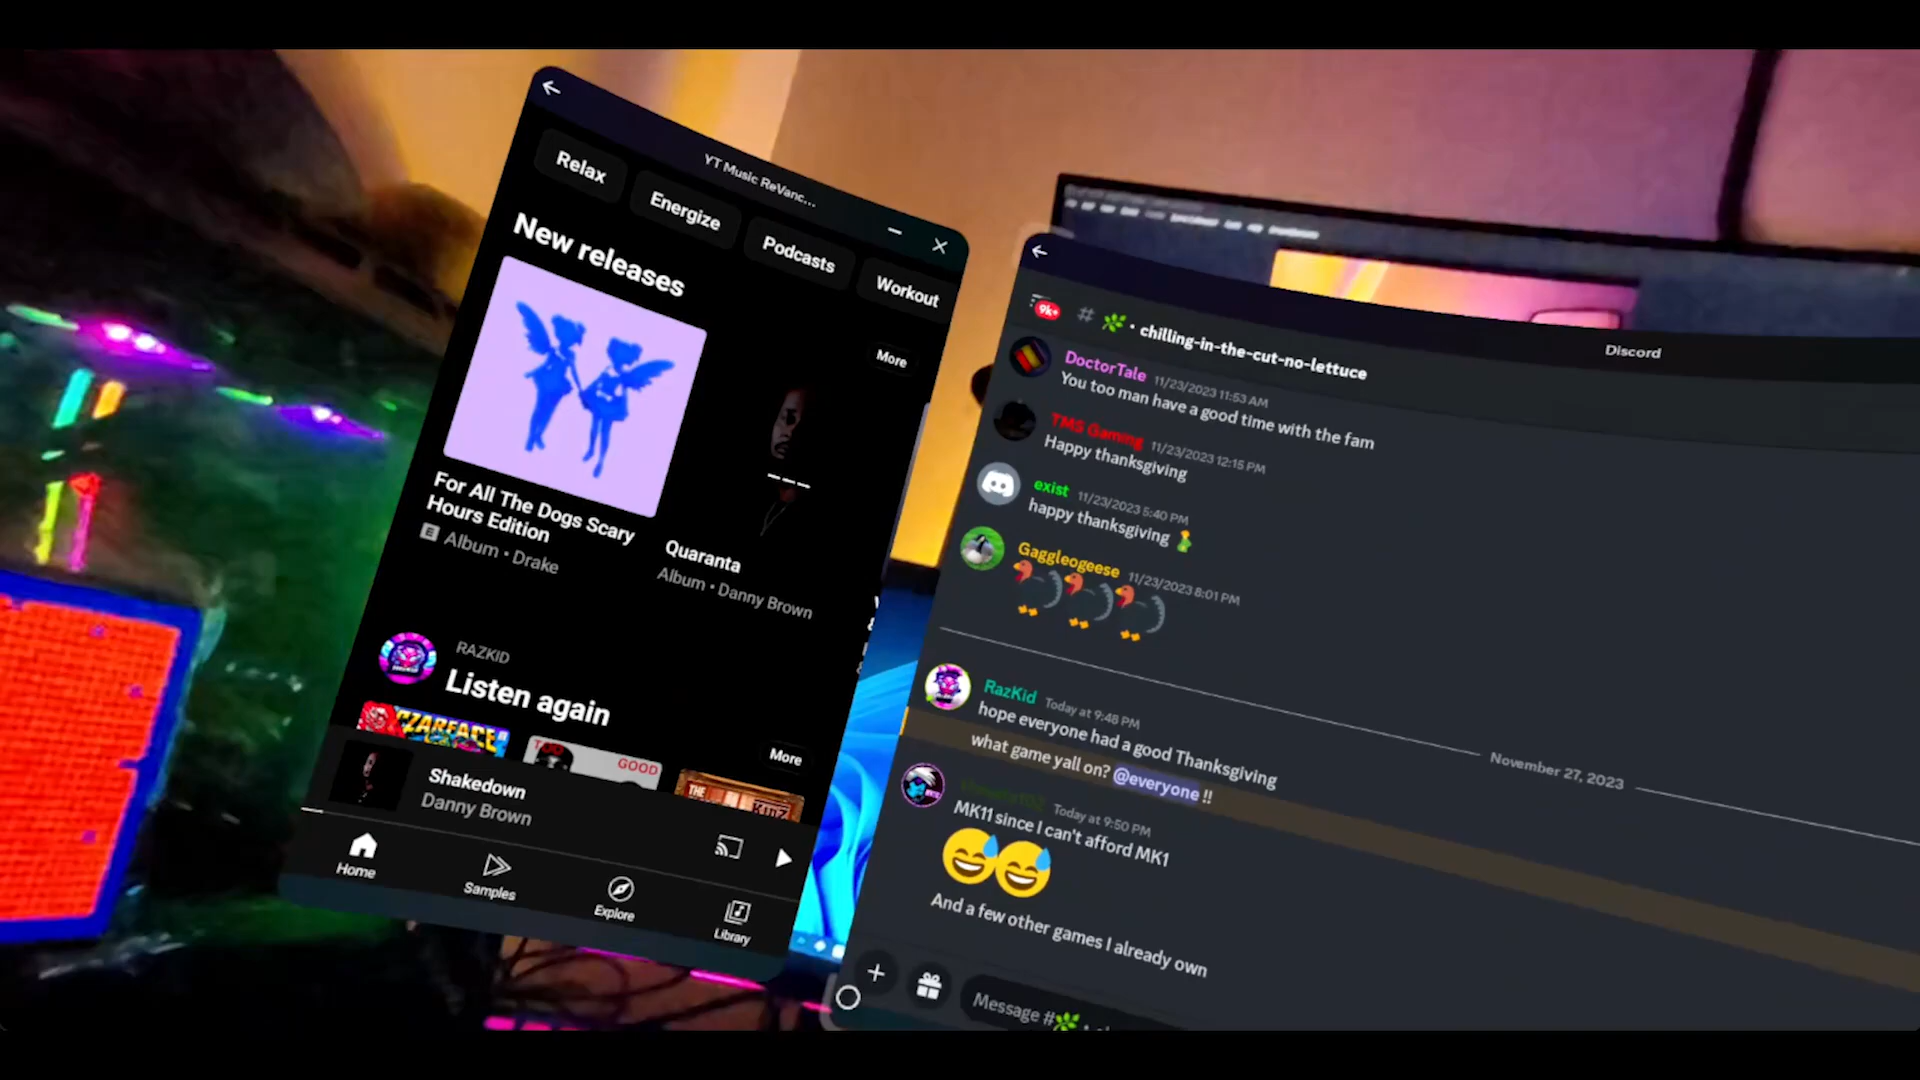 YT Music ReVanc...
Relax
Energize
Podcasts
Workout
New releases
More
For All The Dogs Scary
Hours Edition
E Album • Drake
Quaranta
Album • Danny Brown
RAZKID
Listen again
More
CZARFACE
GOOD
THE
Shakedown
Danny Brown
Home
Samples
Explore
Library
Discord
9k+
# 🌿 • chilling-in-the-cut-no-lettuce
DoctorTale 11/23/2023 11:53 AM
You too man have a good time with the fam
TMS Gaming 11/23/2023 12:15 PM
Happy thanksgiving
exist 11/23/2023 5:40 PM
happy thanksgiving
Gaggleogeese 11/23/2023 8:01 PM
🦃🦃🦃
November 27, 2023
RazKid Today at 9:48 PM
hope everyone had a good Thanksgiving
what game yall on? @everyone !!
Today at 9:50 PM
MK11 since I can't afford MK1
😅😅
And a few other games I already own
Message #🌿 •